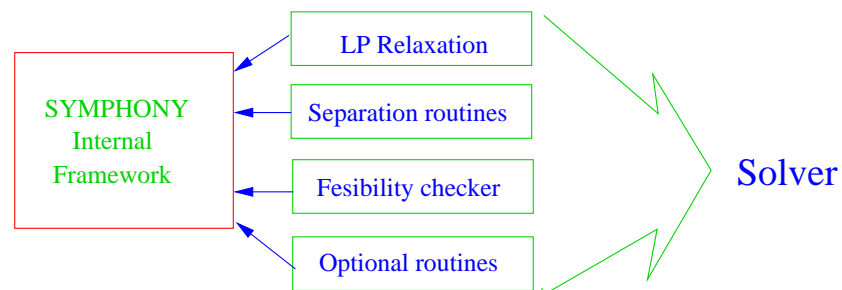 SYMPHONY
Internal
Framework
LP Relaxation
Separation routines
Fesibility checker
Optional routines
Solver